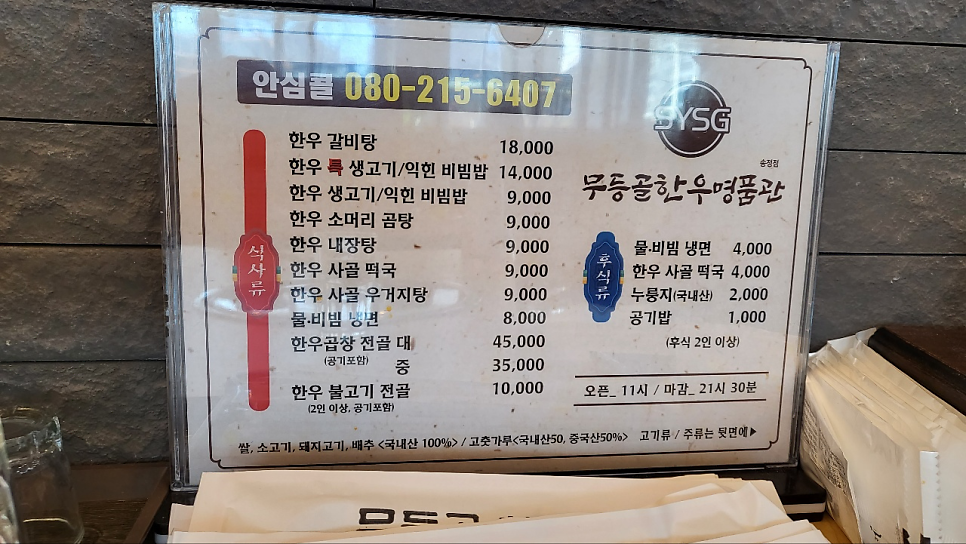 안심콜 080-215-6407
SYSG
송정점
무등골한우명품관
식사류
한우 갈비탕 18,000
한우 특 생고기/익힌 비빔밥 14,000
한우 생고기/익힌 비빔밥 9,000
한우 소머리 곰탕 9,000
한우 내장탕 9,000
한우 사골 떡국 9,000
한우 사골 우거지탕 9,000
물·비빔 냉면 8,000
한우곱창 전골 대 45,000
(공기포함) 중 35,000
한우 불고기 전골 10,000
(2인 이상, 공기포함)
후식류
물·비빔 냉면 4,000
한우 사골 떡국 4,000
누룽지(국내산) 2,000
공기밥 1,000
(후식 2인 이상)
오픈_ 11시 / 마감_ 21시 30분
쌀, 소고기, 돼지고기, 배추 <국내산 100%> / 고춧가루<국내산50, 중국산50%> 고기류 / 주류는 뒷면에▶